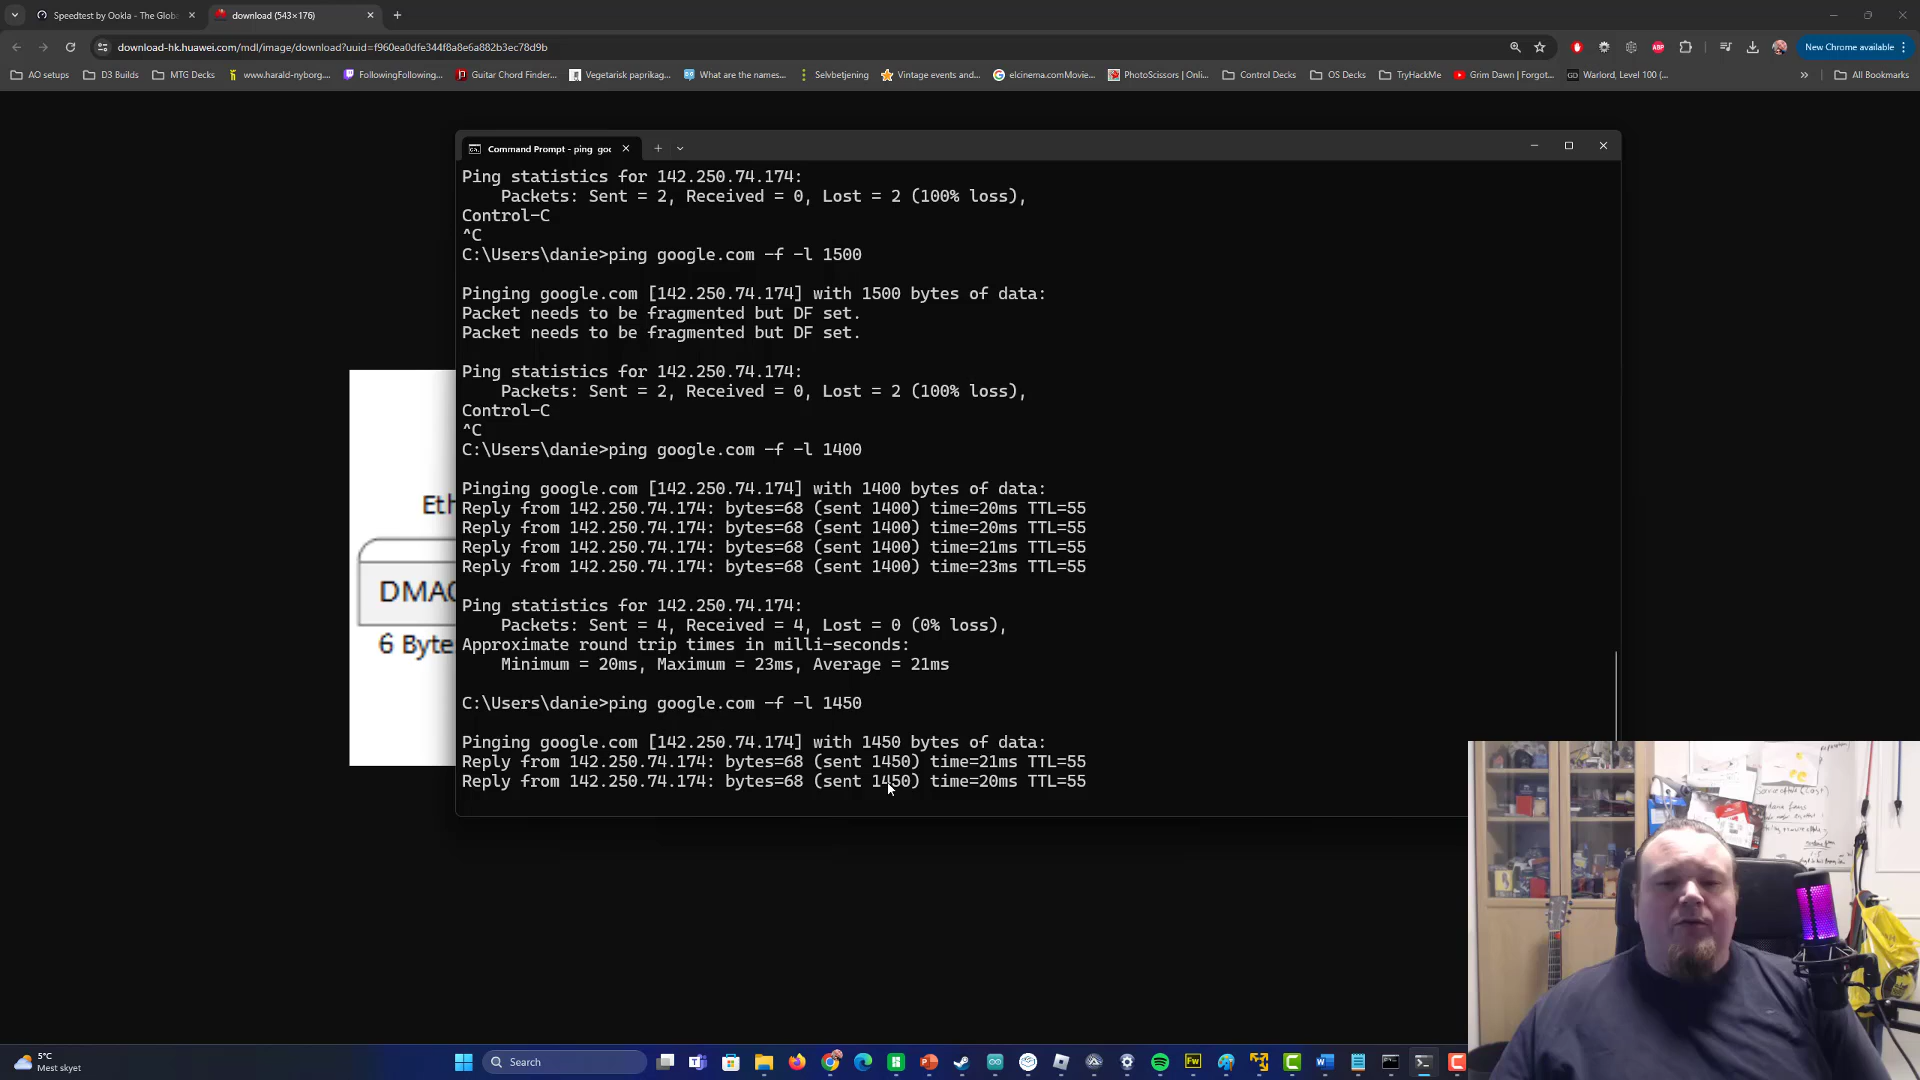 Speedtest by Ookla - The Glob
download (543×176)
download-hk.huawei.com/mdl/image/download?uuid=f960ea0dfe344f8a8e6a882b3ec78d9b
New Chrome available
AO setups
D3 Builds
MTG Decks
www.harald-nyborg...
FollowingFollowing...
Guitar Chord Finder...
Vegetarisk paprikag...
What are the names...
Selvbetjening
Vintage events and...
elcinema.comMovie...
PhotoScissors | Onli...
Control Decks
OS Decks
TryHackMe
Grim Dawn | Forgot...
Warlord, Level 100 (...
All Bookmarks
Command Prompt - ping goo
Ping statistics for 142.250.74.174:
Packets: Sent = 2, Received = 0, Lost = 2 (100% loss),
Control-C
^C
C:\Users\danie>ping google.com -f -l 1500
Pinging google.com [142.250.74.174] with 1500 bytes of data:
Packet needs to be fragmented but DF set.
Packet needs to be fragmented but DF set.
Ping statistics for 142.250.74.174:
Packets: Sent = 2, Received = 0, Lost = 2 (100% loss),
Control-C
^C
C:\Users\danie>ping google.com -f -l 1400
Pinging google.com [142.250.74.174] with 1400 bytes of data:
Reply from 142.250.74.174: bytes=68 (sent 1400) time=20ms TTL=55
Reply from 142.250.74.174: bytes=68 (sent 1400) time=20ms TTL=55
Reply from 142.250.74.174: bytes=68 (sent 1400) time=21ms TTL=55
Reply from 142.250.74.174: bytes=68 (sent 1400) time=23ms TTL=55
Ping statistics for 142.250.74.174:
Packets: Sent = 4, Received = 4, Lost = 0 (0% loss),
Approximate round trip times in milli-seconds:
Minimum = 20ms, Maximum = 23ms, Average = 21ms
C:\Users\danie>ping google.com -f -l 1450
Pinging google.com [142.250.74.174] with 1450 bytes of data:
Reply from 142.250.74.174: bytes=68 (sent 1450) time=21ms TTL=55
Reply from 142.250.74.174: bytes=68 (sent 1450) time=20ms TTL=55
Eth
DMAC
6 Byte
5°C
Mest skyet
Search